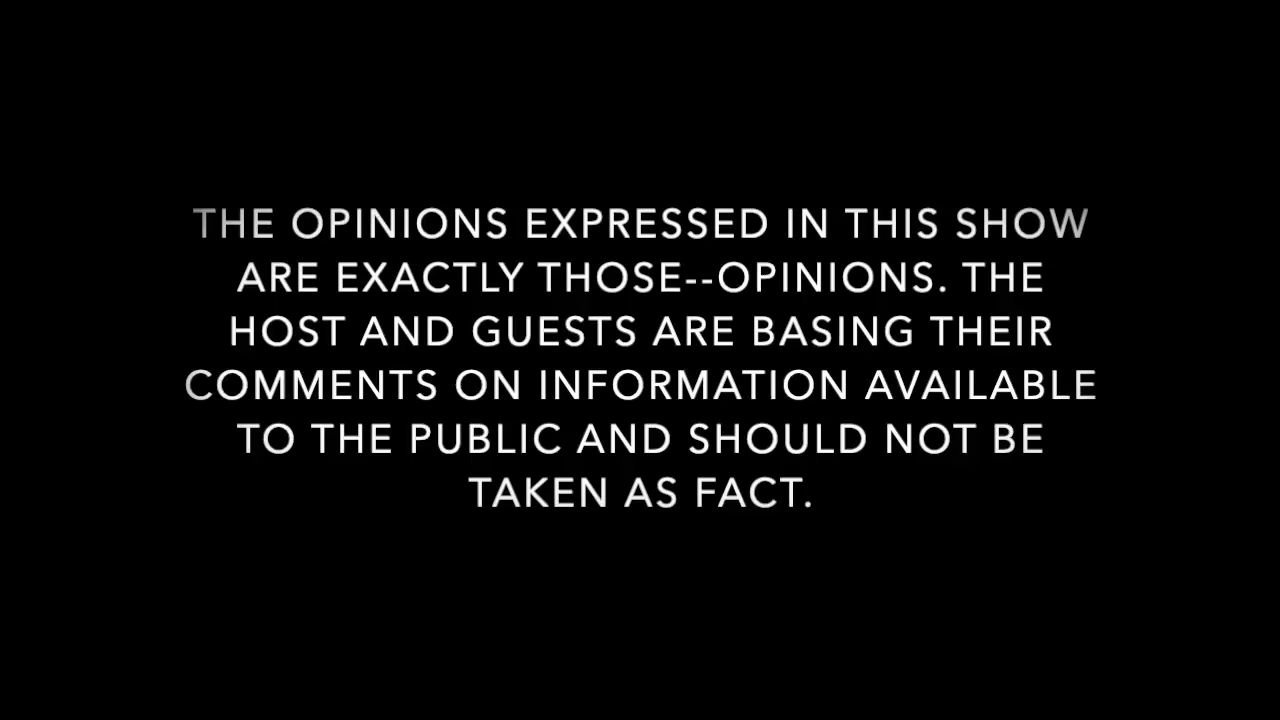 THE OPINIONS EXPRESSED IN THIS SHOW
ARE EXACTLY THOSE--OPINIONS. THE
HOST AND GUESTS ARE BASING THEIR
COMMENTS ON INFORMATION AVAILABLE
TO THE PUBLIC AND SHOULD NOT BE
TAKEN AS FACT.